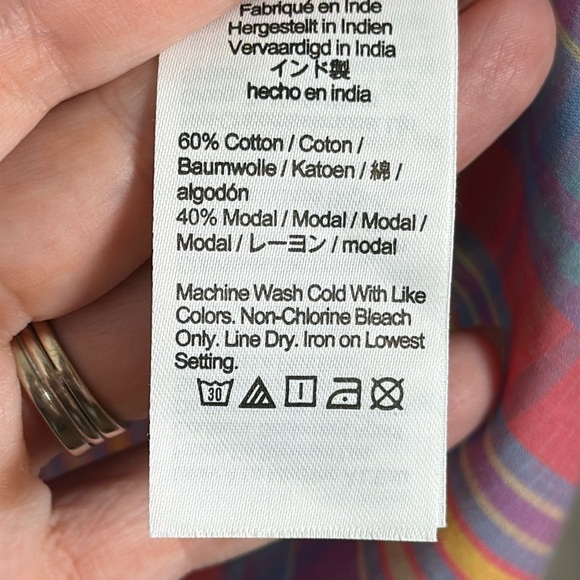 Fabriqué en Inde
Hergestellt in Indien
Vervaardigd in India
インド製
hecho en india
60% Cotton / Coton /
Baumwolle / Katoen / 綿 /
algodón
40% Modal / Modal / Modal /
Modal / レーヨン / modal
Machine Wash Cold With Like
Colors. Non-Chlorine Bleach
Only. Line Dry. Iron on Lowest
Setting.
30